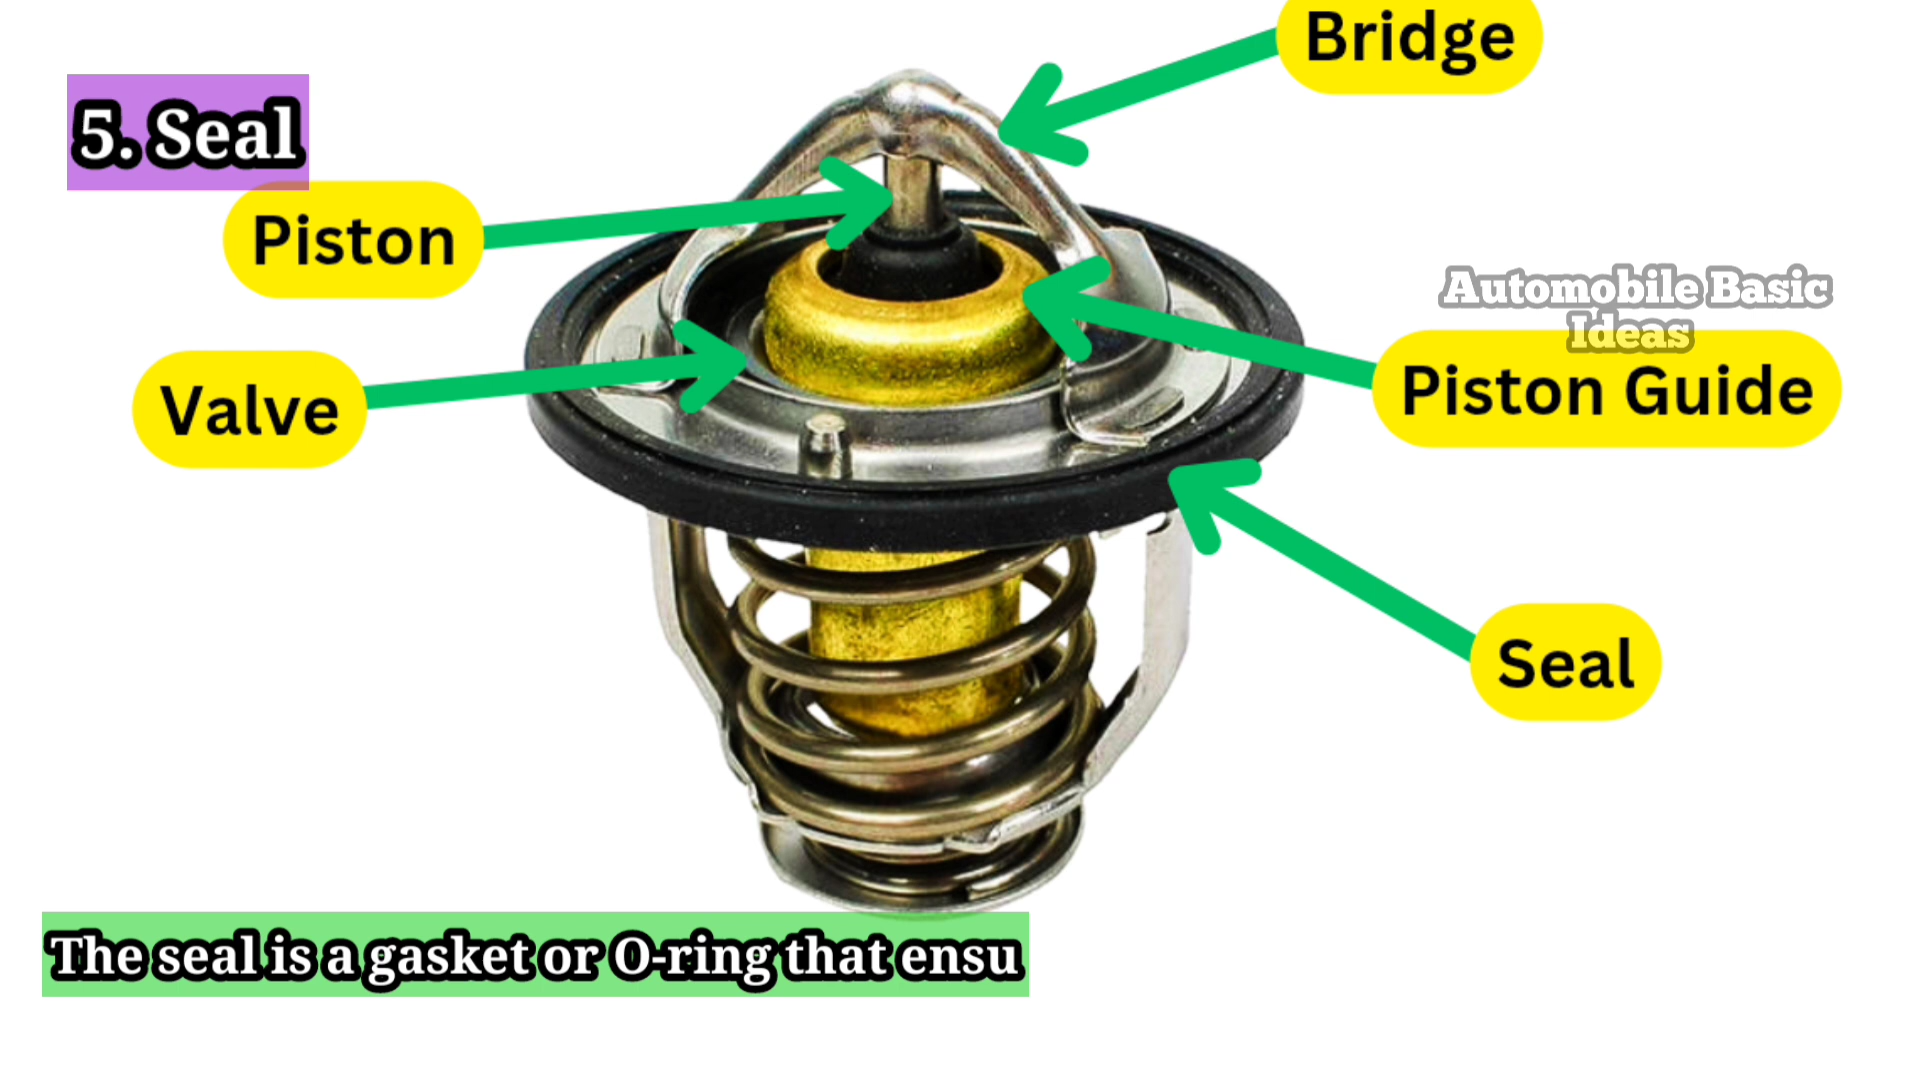 Bridge
5. Seal
Piston
Automobile Basic
Ideas
Valve
Piston Guide
Seal
The seal is a gasket or O-ring that ensu